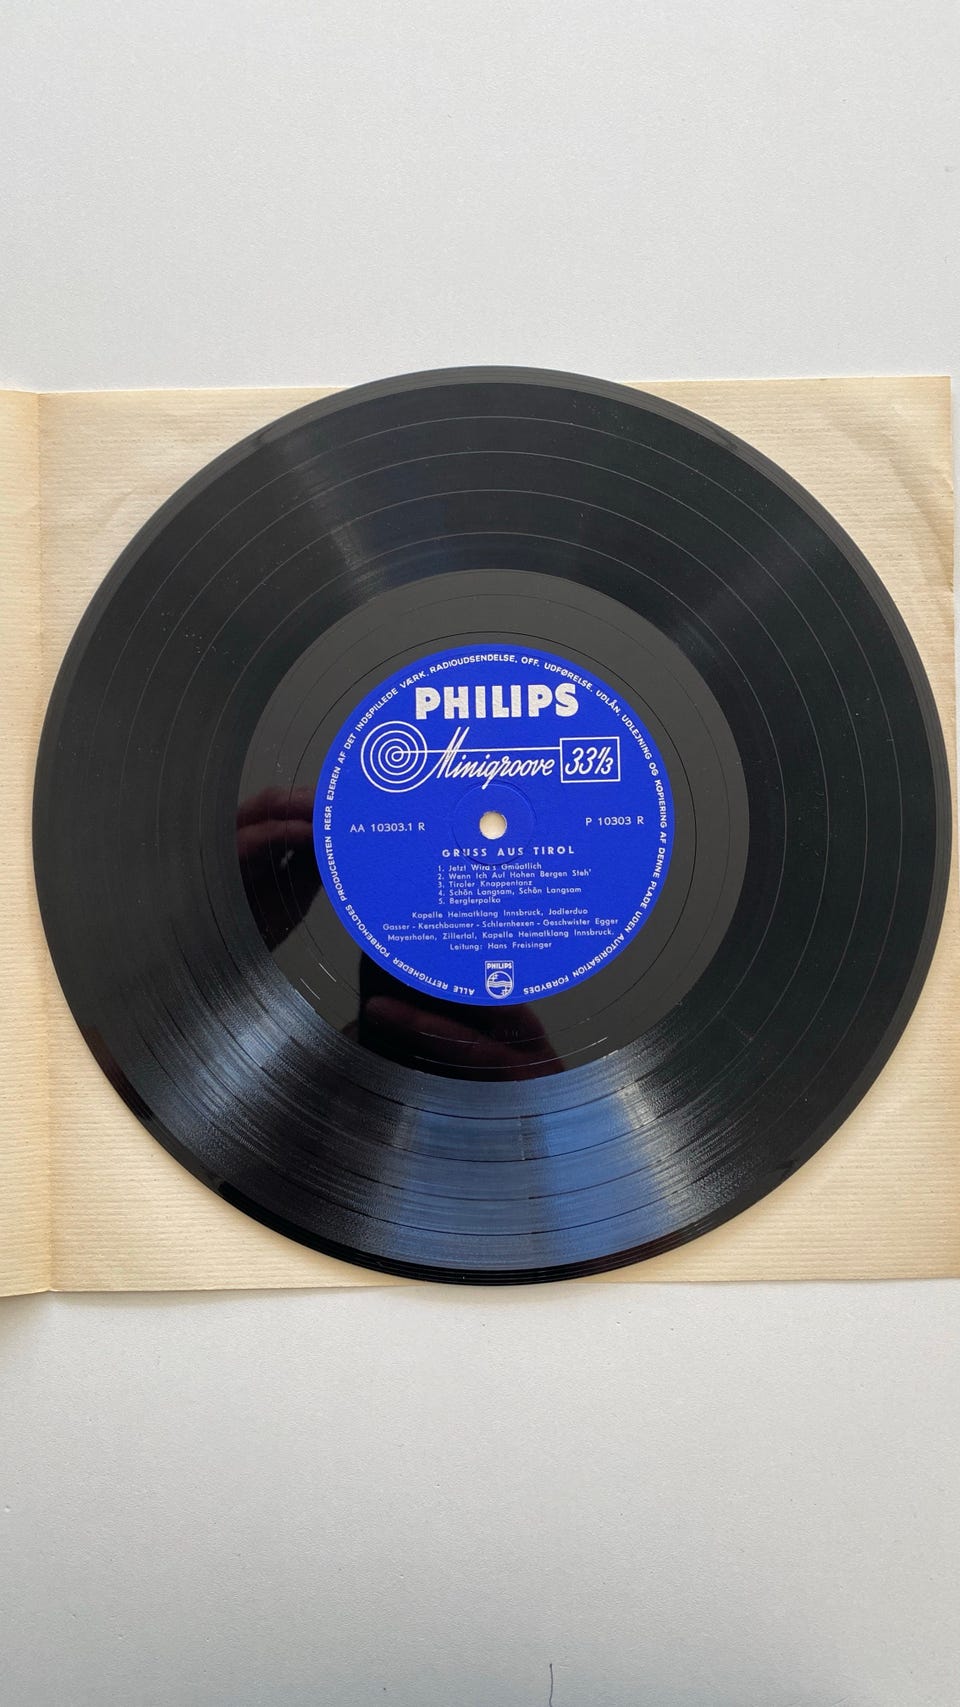 ALLE RETTIGHEDER FORBEHOLDES PRODUCENTEN RESP. EJEREN AF DET INDSPILLEDE VÆRK. RADIOUDSENDELSE, OFF. UDFØRELSE, UDLÅN, UDLEJNING OG KOPIERING AF DENNE PLADE UDEN AUTORISATION FORBYDES
PHILIPS
Minigroove 33⅓
AA 10303.1 R
P 10303 R
GRUSS AUS TIROL
1. Jetzt Wird's Gmüatlich
2. Wenn Ich Auf Hohen Bergen Steh'
3. Tiroler Knappentanz
4. Schön Langsam, Schön Langsam
5. Berglerpolka
Kapelle Heimatklang Innsbruck, Jodlerduo
Gasser - Kerschbaumer - Schlernhexen - Geschwister Egger
Mayerhofen, Zillertal, Kapelle Heimatklang Innsbruck.
Leitung: Hans Freisinger
PHILIPS